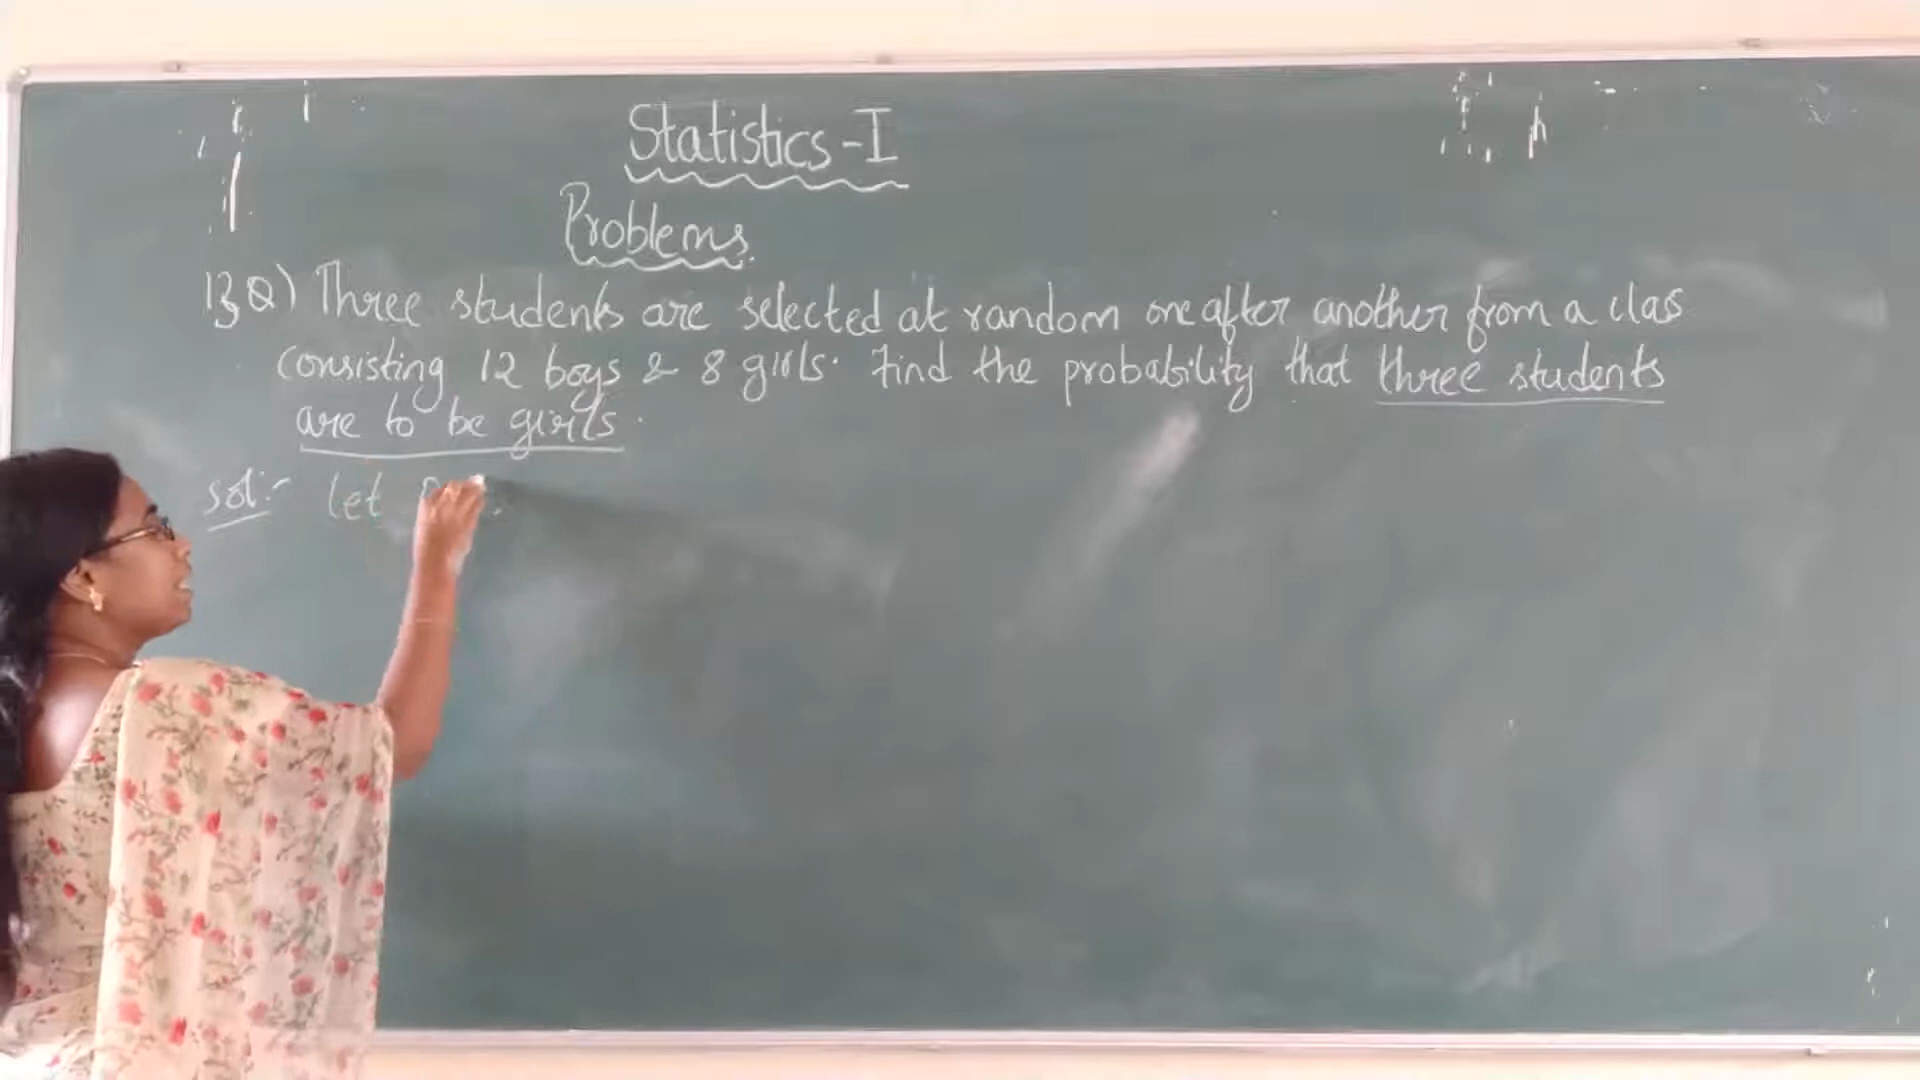 Statistics-I
Problems.
13Q) Three students are selected at random one after another from a class
consisting 12 boys & 8 girls. Find the probability that three students
are to be girls.
sol:- let